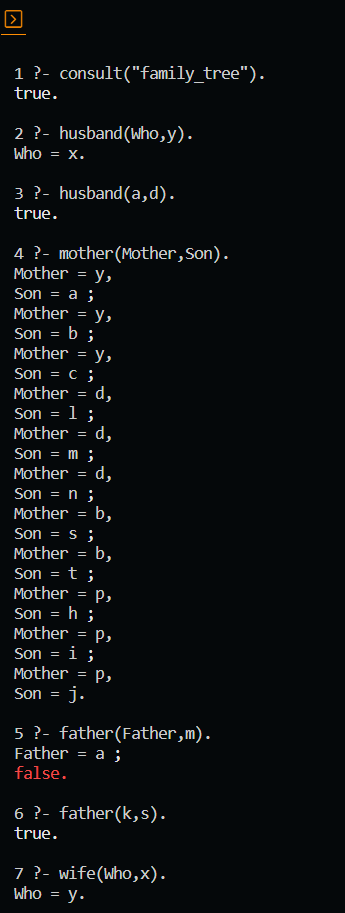 1 ?- consult("family_tree").
true.
2 ?- husband(Who,y).
Who = x.
3 ?- husband(a,d).
true.
4 ?- mother(Mother,Son).
Mother = y,
Son = a ;
Mother = y,
Son = b ;
Mother = y,
Son = c ;
Mother = d,
Son = l ;
Mother = d,
Son = m ;
Mother = d,
Son = n ;
Mother = b,
Son = s ;
Mother = b,
Son = t ;
Mother = p,
Son = h ;
Mother = p,
Son = i ;
Mother = p,
Son = j.
5 ?- father(Father,m).
Father = a ;
false.
6 ?- father(k,s).
true.
7 ?- wife(Who,x).
Who = y.